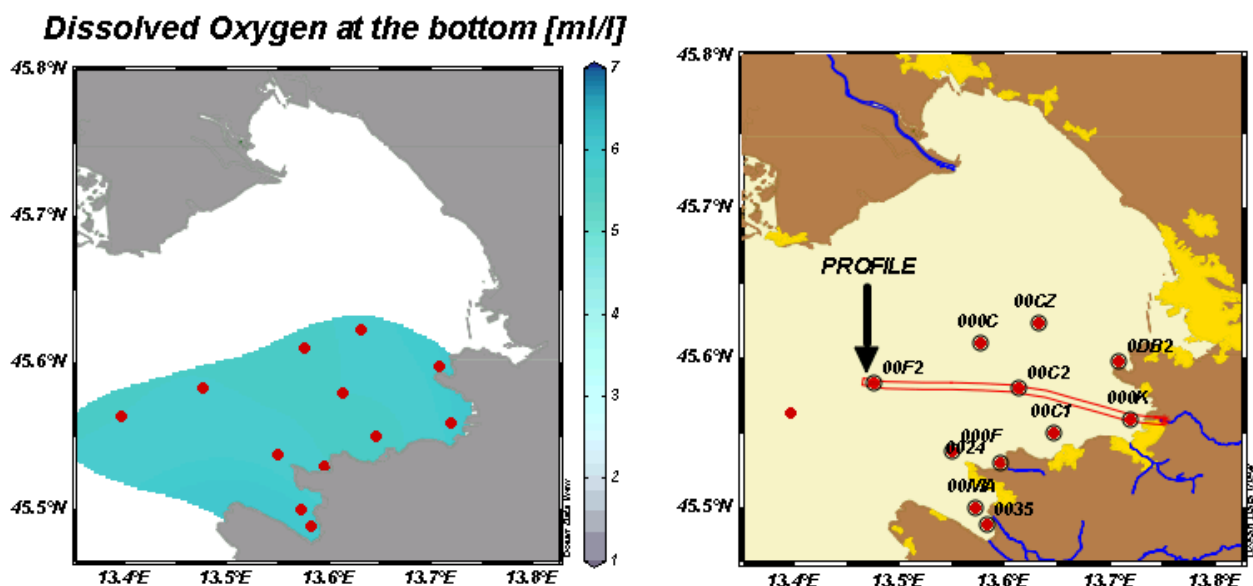 Dissolved Oxygen at the bottom [ml/l]
45.8°N
45.7°N
45.6°N
45.5°N
13.4°E 13.5°E 13.6°E 13.7°E 13.8°E
7
6
5
4
3
2
1
Ocean Data View
45.8°N
45.7°N
45.6°N
45.5°N
PROFILE
00CZ
000C
0DB2
00F2
00C2
000K
00C1
000F
0024
00MA
0035
13.4°E 13.5°E 13.6°E 13.7°E 13.8°E